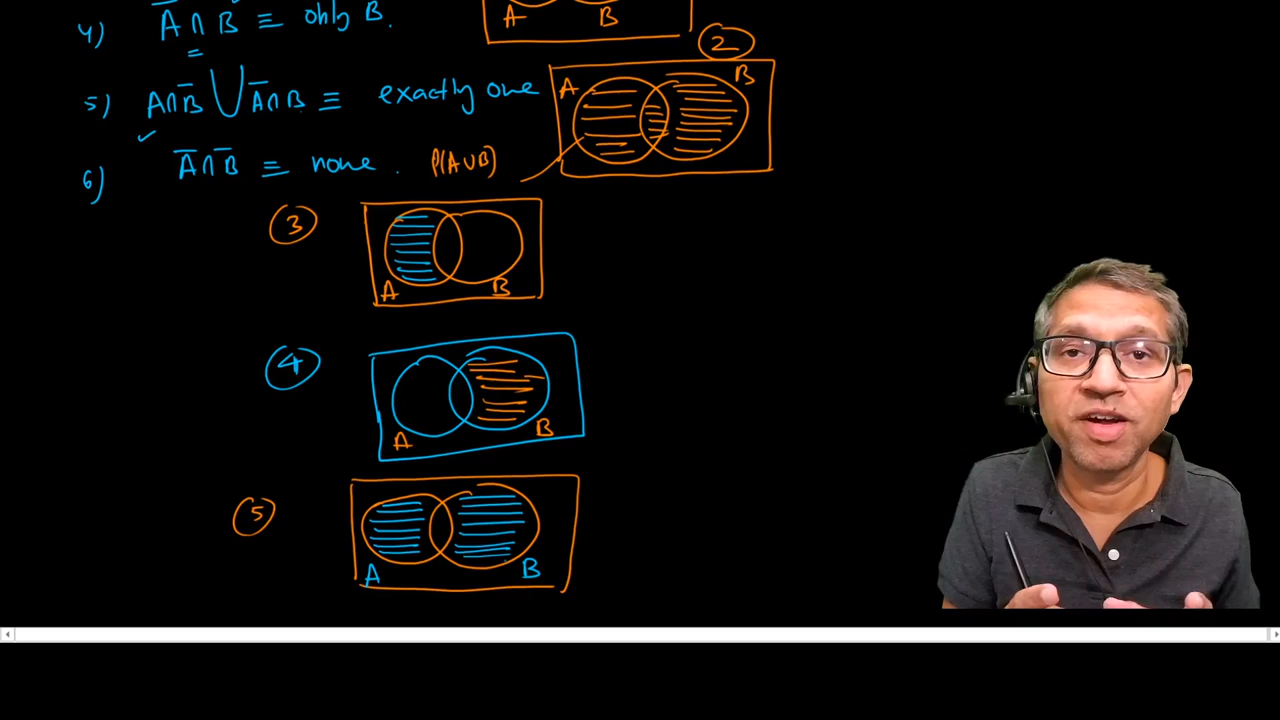 4) A̅ ∩ B ≡ only B.
A B
2
5) A∩B̅ ⋃ A̅∩B ≡ exactly one
A B
6) A̅∩B̅ ≡ none. P(A∪B)
3
A B
4
A B
5
A B